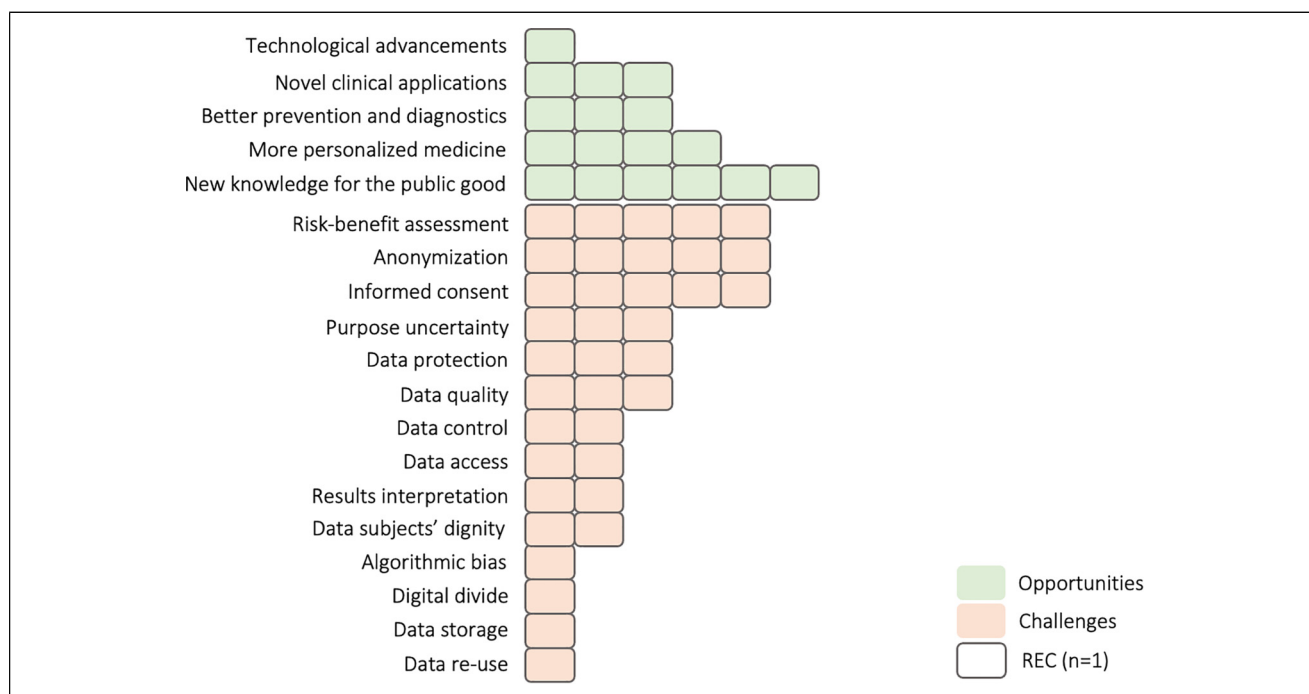 Technological advancements
Novel clinical applications
Better prevention and diagnostics
More personalized medicine
New knowledge for the public good
Risk-benefit assessment
Anonymization
Informed consent
Purpose uncertainty
Data protection
Data quality
Data control
Data access
Results interpretation
Data subjects’ dignity
Algorithmic bias
Digital divide
Data storage
Data re-use
Opportunities
Challenges
REC (n=1)